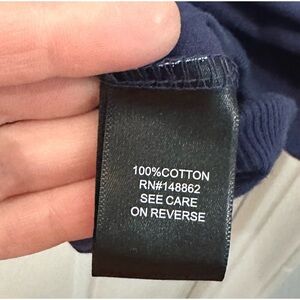 100%COTTON
RN#148862
SEE CARE
ON REVERSE